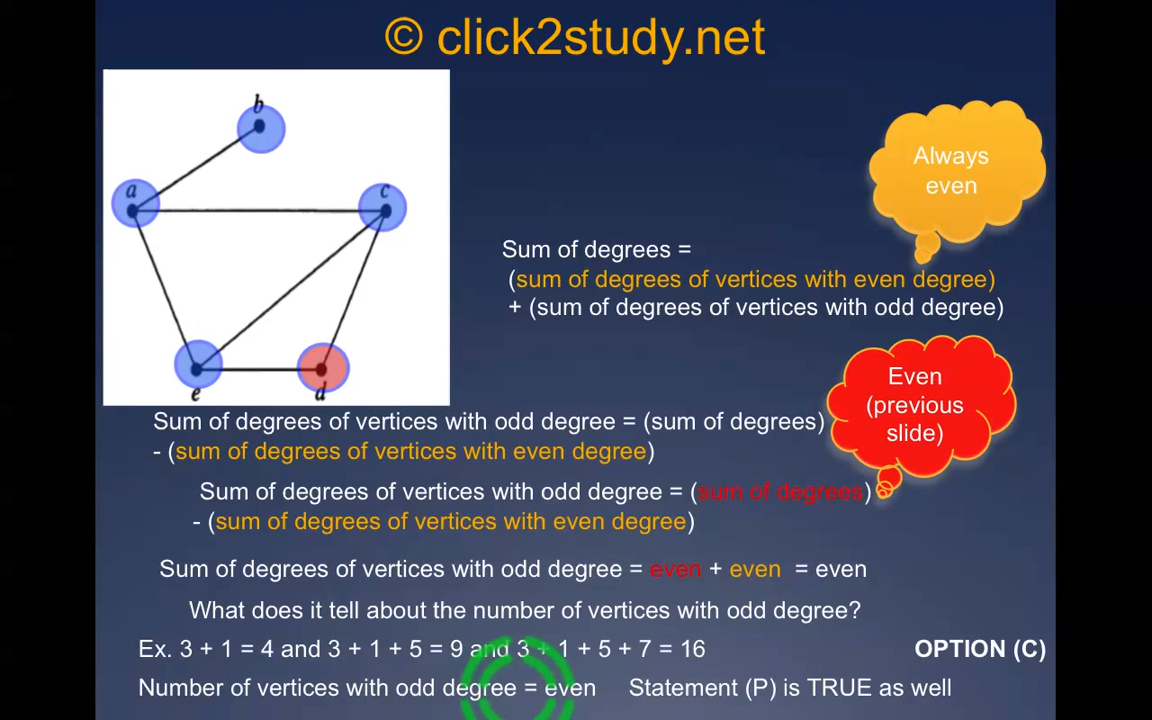 © click2study.net
b
a
c
e
d
Always
even
Sum of degrees =
(sum of degrees of vertices with even degree)
+ (sum of degrees of vertices with odd degree)
Even
(previous
slide)
Sum of degrees of vertices with odd degree = (sum of degrees)
- (sum of degrees of vertices with even degree)
Sum of degrees of vertices with odd degree = (sum of degrees)
- (sum of degrees of vertices with even degree)
Sum of degrees of vertices with odd degree = even + even = even
What does it tell about the number of vertices with odd degree?
Ex. 3 + 1 = 4 and 3 + 1 + 5 = 9 and 3 + 1 + 5 + 7 = 16
OPTION (C)
Number of vertices with odd degree = even Statement (P) is TRUE as well